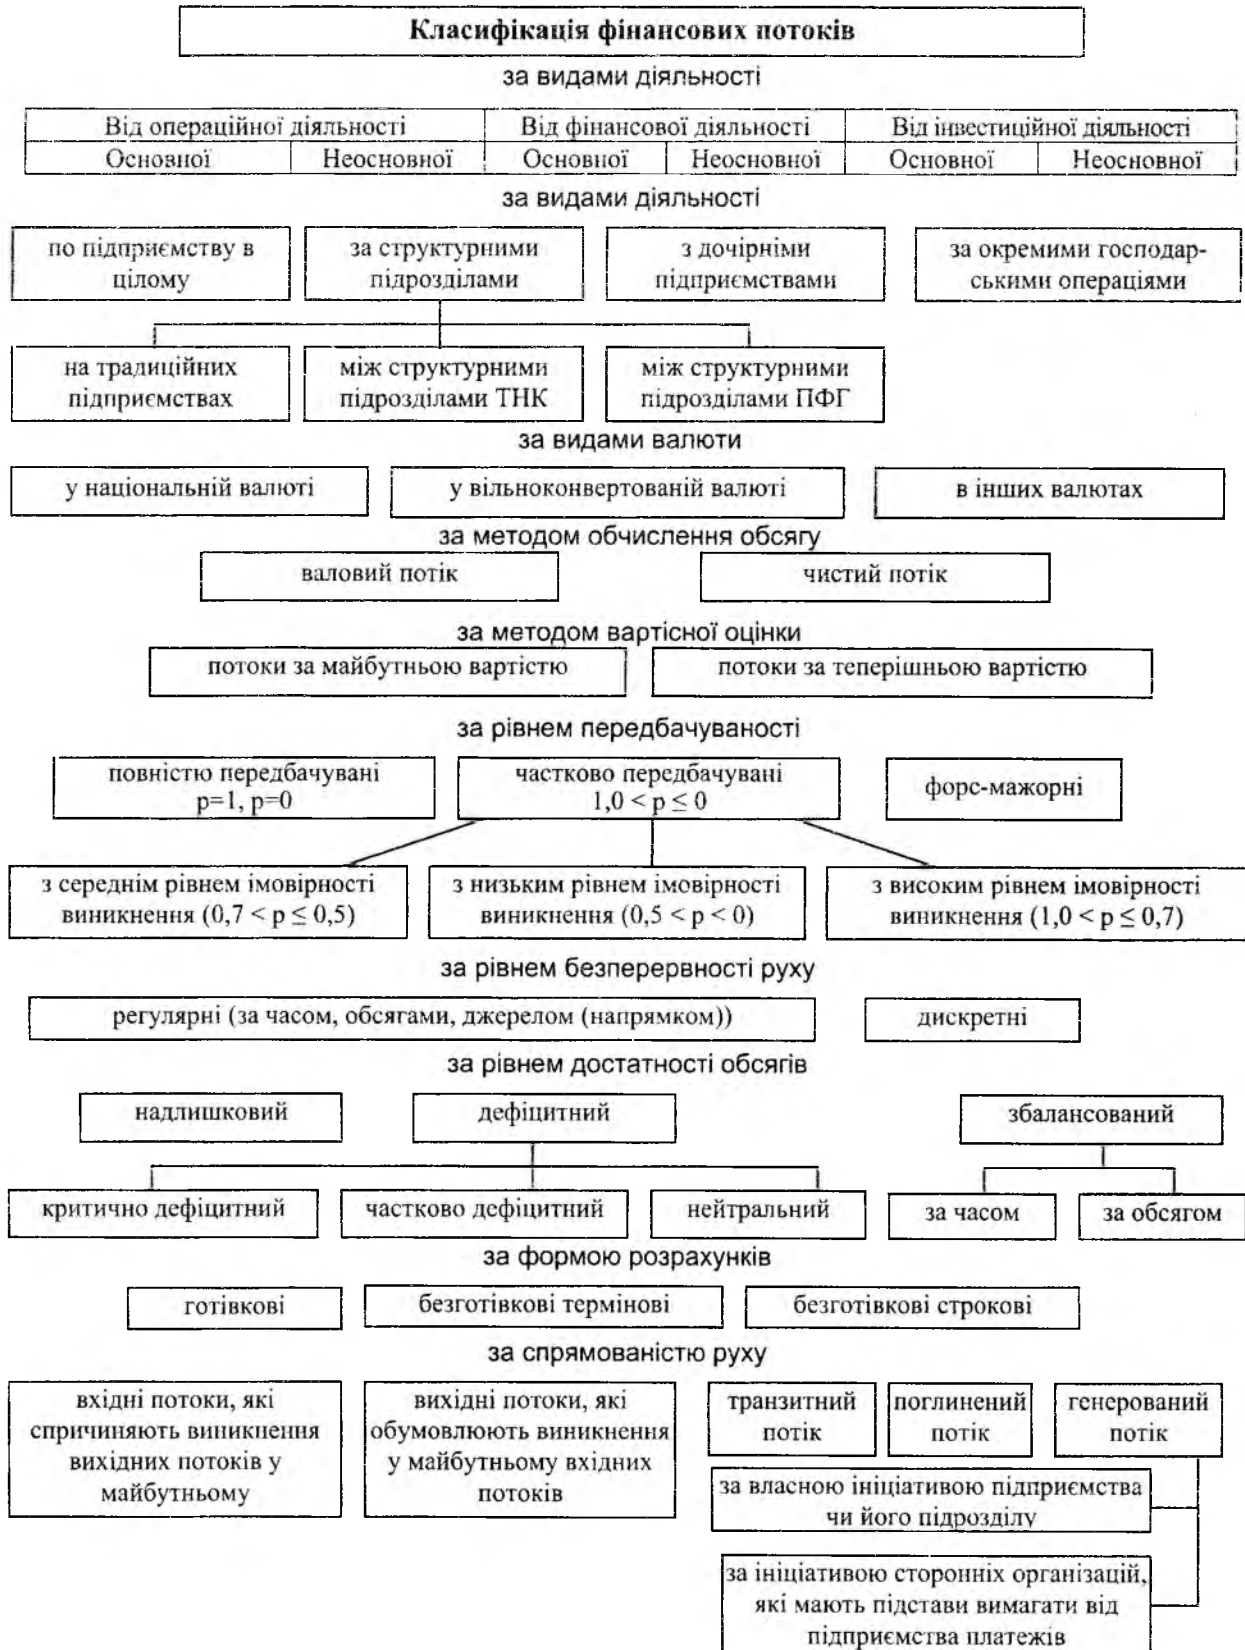 Класифікація фінансових потоків
за видами діяльності
Від операційної діяльності Від фінансової діяльності Від інвестиційної діяльності
Основної Неосновної Основної Неосновної Основної Неосновної
за видами діяльності
по підприємству в
цілому
за структурними
підрозділами
з дочірніми
підприємствами
за окремими господар-
ськими операціями
на традиційних
підприємствах
між структурними
підрозділами ТНК
між структурними
підрозділами ПФГ
за видами валюти
у національній валюті
у вільноконвертованій валюті
в інших валютах
за методом обчислення обсягу
валовий потік
чистий потік
за методом вартісної оцінки
потоки за майбутньою вартістю
потоки за теперішньою вартістю
за рівнем передбачуваності
повністю передбачувані
p=1, p=0
частково передбачувані
1,0 < p ≤ 0
форс-мажорні
з середнім рівнем імовірності
виникнення (0,7 < p ≤ 0,5)
з низьким рівнем імовірності
виникнення (0,5 < p < 0)
з високим рівнем імовірності
виникнення (1,0 < p ≤ 0,7)
за рівнем безперервності руху
регулярні (за часом, обсягами, джерелом (напрямком))
дискретні
за рівнем достатності обсягів
надлишковий
дефіцитний
збалансований
критично дефіцитний
частково дефіцитний
нейтральний
за часом
за обсягом
за формою розрахунків
готівкові
безготівкові термінові
безготівкові строкові
за спрямованістю руху
вхідні потоки, які
спричиняють виникнення
вихідних потоків у
майбутньому
вихідні потоки, які
обумовлюють виникнення
у майбутньому вхідних
потоків
транзитний
потік
поглинений
потік
генерований
потік
за власною ініціативою підприємства
чи його підрозділу
за ініціативою сторонніх організацій,
які мають підстави вимагати від
підприємства платежів